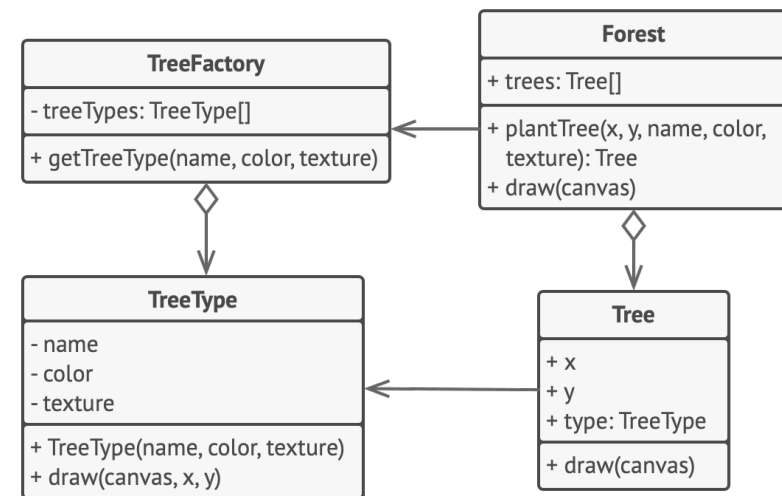 TreeFactory
- treeTypes: TreeType[]
+ getTreeType(name, color, texture)
Forest
+ trees: Tree[]
+ plantTree(x, y, name, color,
texture): Tree
+ draw(canvas)
TreeType
- name
- color
- texture
+ TreeType(name, color, texture)
+ draw(canvas, x, y)
Tree
+ x
+ y
+ type: TreeType
+ draw(canvas)